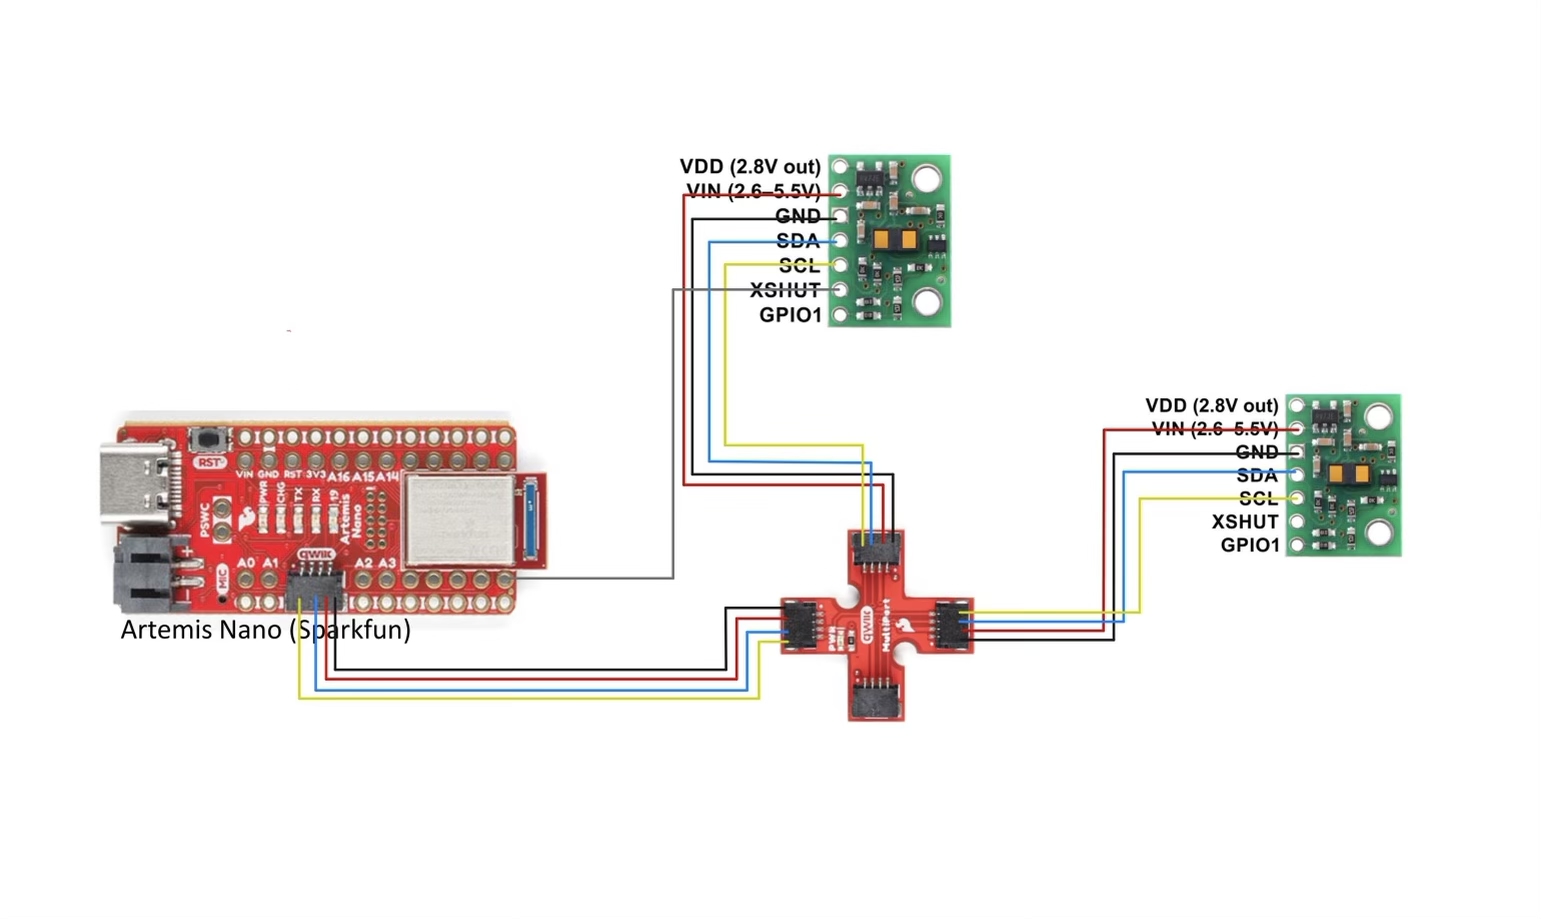 VDD (2.8V out)
VIN (2.6–5.5V)
GND
SDA
SCL
XSHUT
GPIO1
VDD (2.8V out)
VIN (2.6–5.5V)
GND
SDA
SCL
XSHUT
GPIO1
RST
VIN GND RST 3V3 A16 A15 A14
PSWC
PWR
CHG
TX
RX
19
Artemis
Nano
qwiic
A0 A1
A2 A3
MIC
+
-
Artemis Nano (Sparkfun)
PWR
qwiic
MultiPort